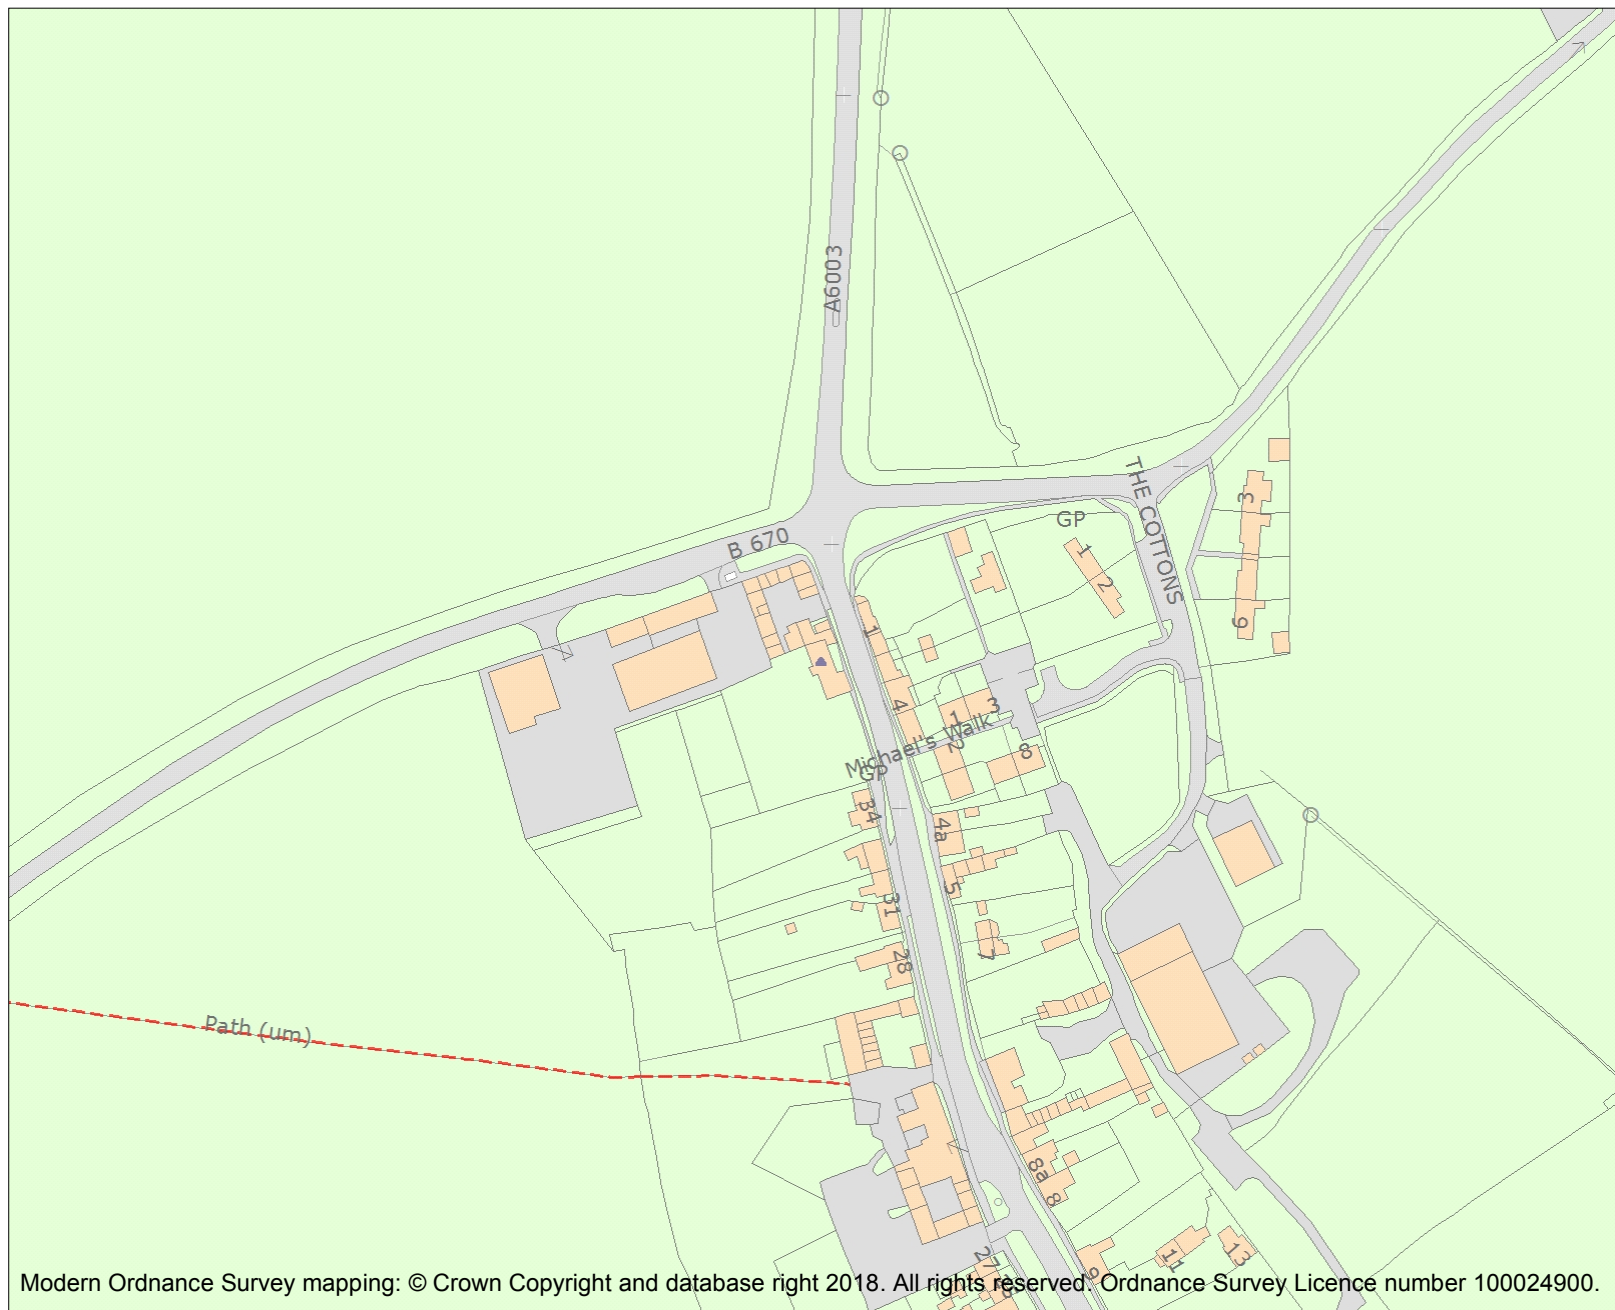 A6003
THE COTTONS
3
GP
B 670
1
2
6
1
4
1
3
2
Michael's Walk
8
GP
34
4a
5
31
7
28
Path (um)
8a
8
27
11
13
9
Modern Ordnance Survey mapping: © Crown Copyright and database right 2018. All rights reserved. Ordnance Survey Licence number 100024900.